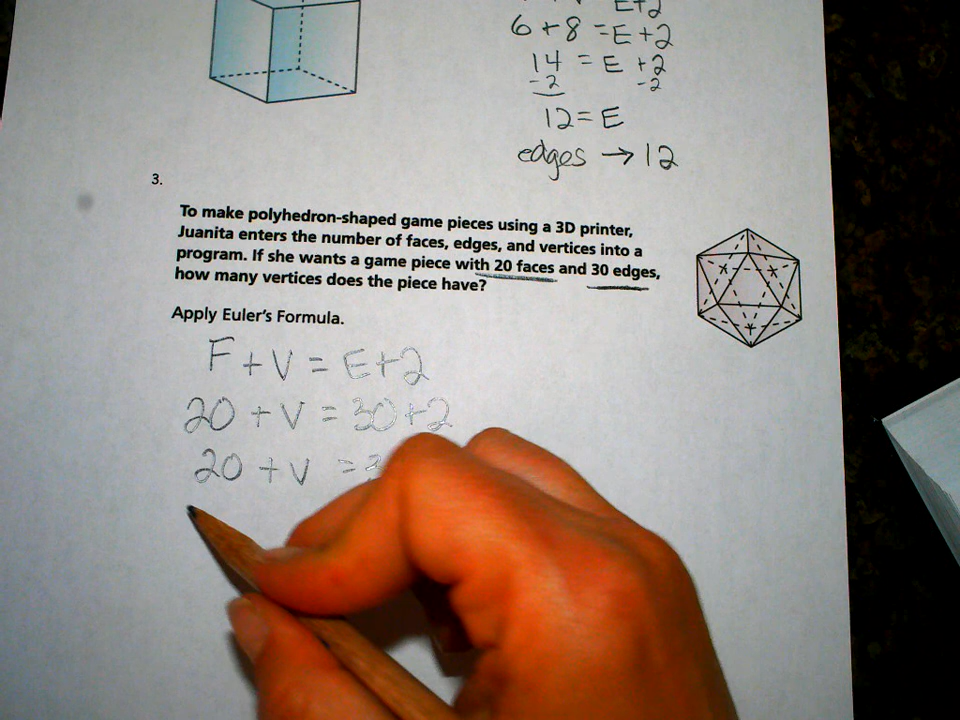 E+2
6 + 8 = E + 2
14 = E + 2
-2 -2
12 = E
edges → 12
3.
To make polyhedron-shaped game pieces using a 3D printer,
Juanita enters the number of faces, edges, and vertices into a
program. If she wants a game piece with 20 faces and 30 edges,
how many vertices does the piece have?
Apply Euler's Formula.
F + V = E + 2
20 + V = 30 + 2
20 + V =